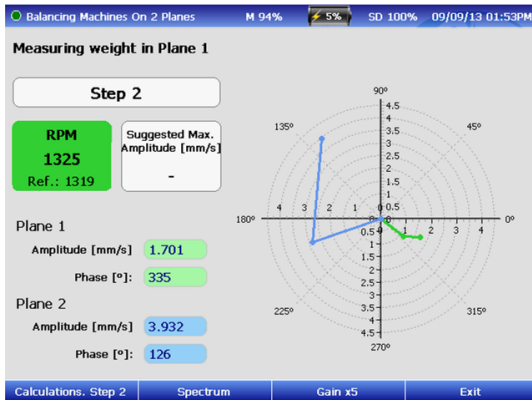 Balancing Machines On 2 Planes M 94% 5% SD 100% 09/09/13 01:53PM
Measuring weight in Plane 1
Step 2
RPM
1325
Ref.: 1319
Suggested Max.
Amplitude [mm/s]
-
Plane 1
Amplitude [mm/s] 1.701
Phase [º]: 335
Plane 2
Amplitude [mm/s] 3.932
Phase [º]: 126
90º
135º 45º
4.5
4
3.5
3
2.5
2
1.5
1
0.5
180º 4 3 2 1 0 0 1 2 3 4 0º
0.5
1
1.5
2
2.5
3
3.5
4
4.5
225º 315º
270º
Calculations. Step 2 Spectrum Gain x5 Exit